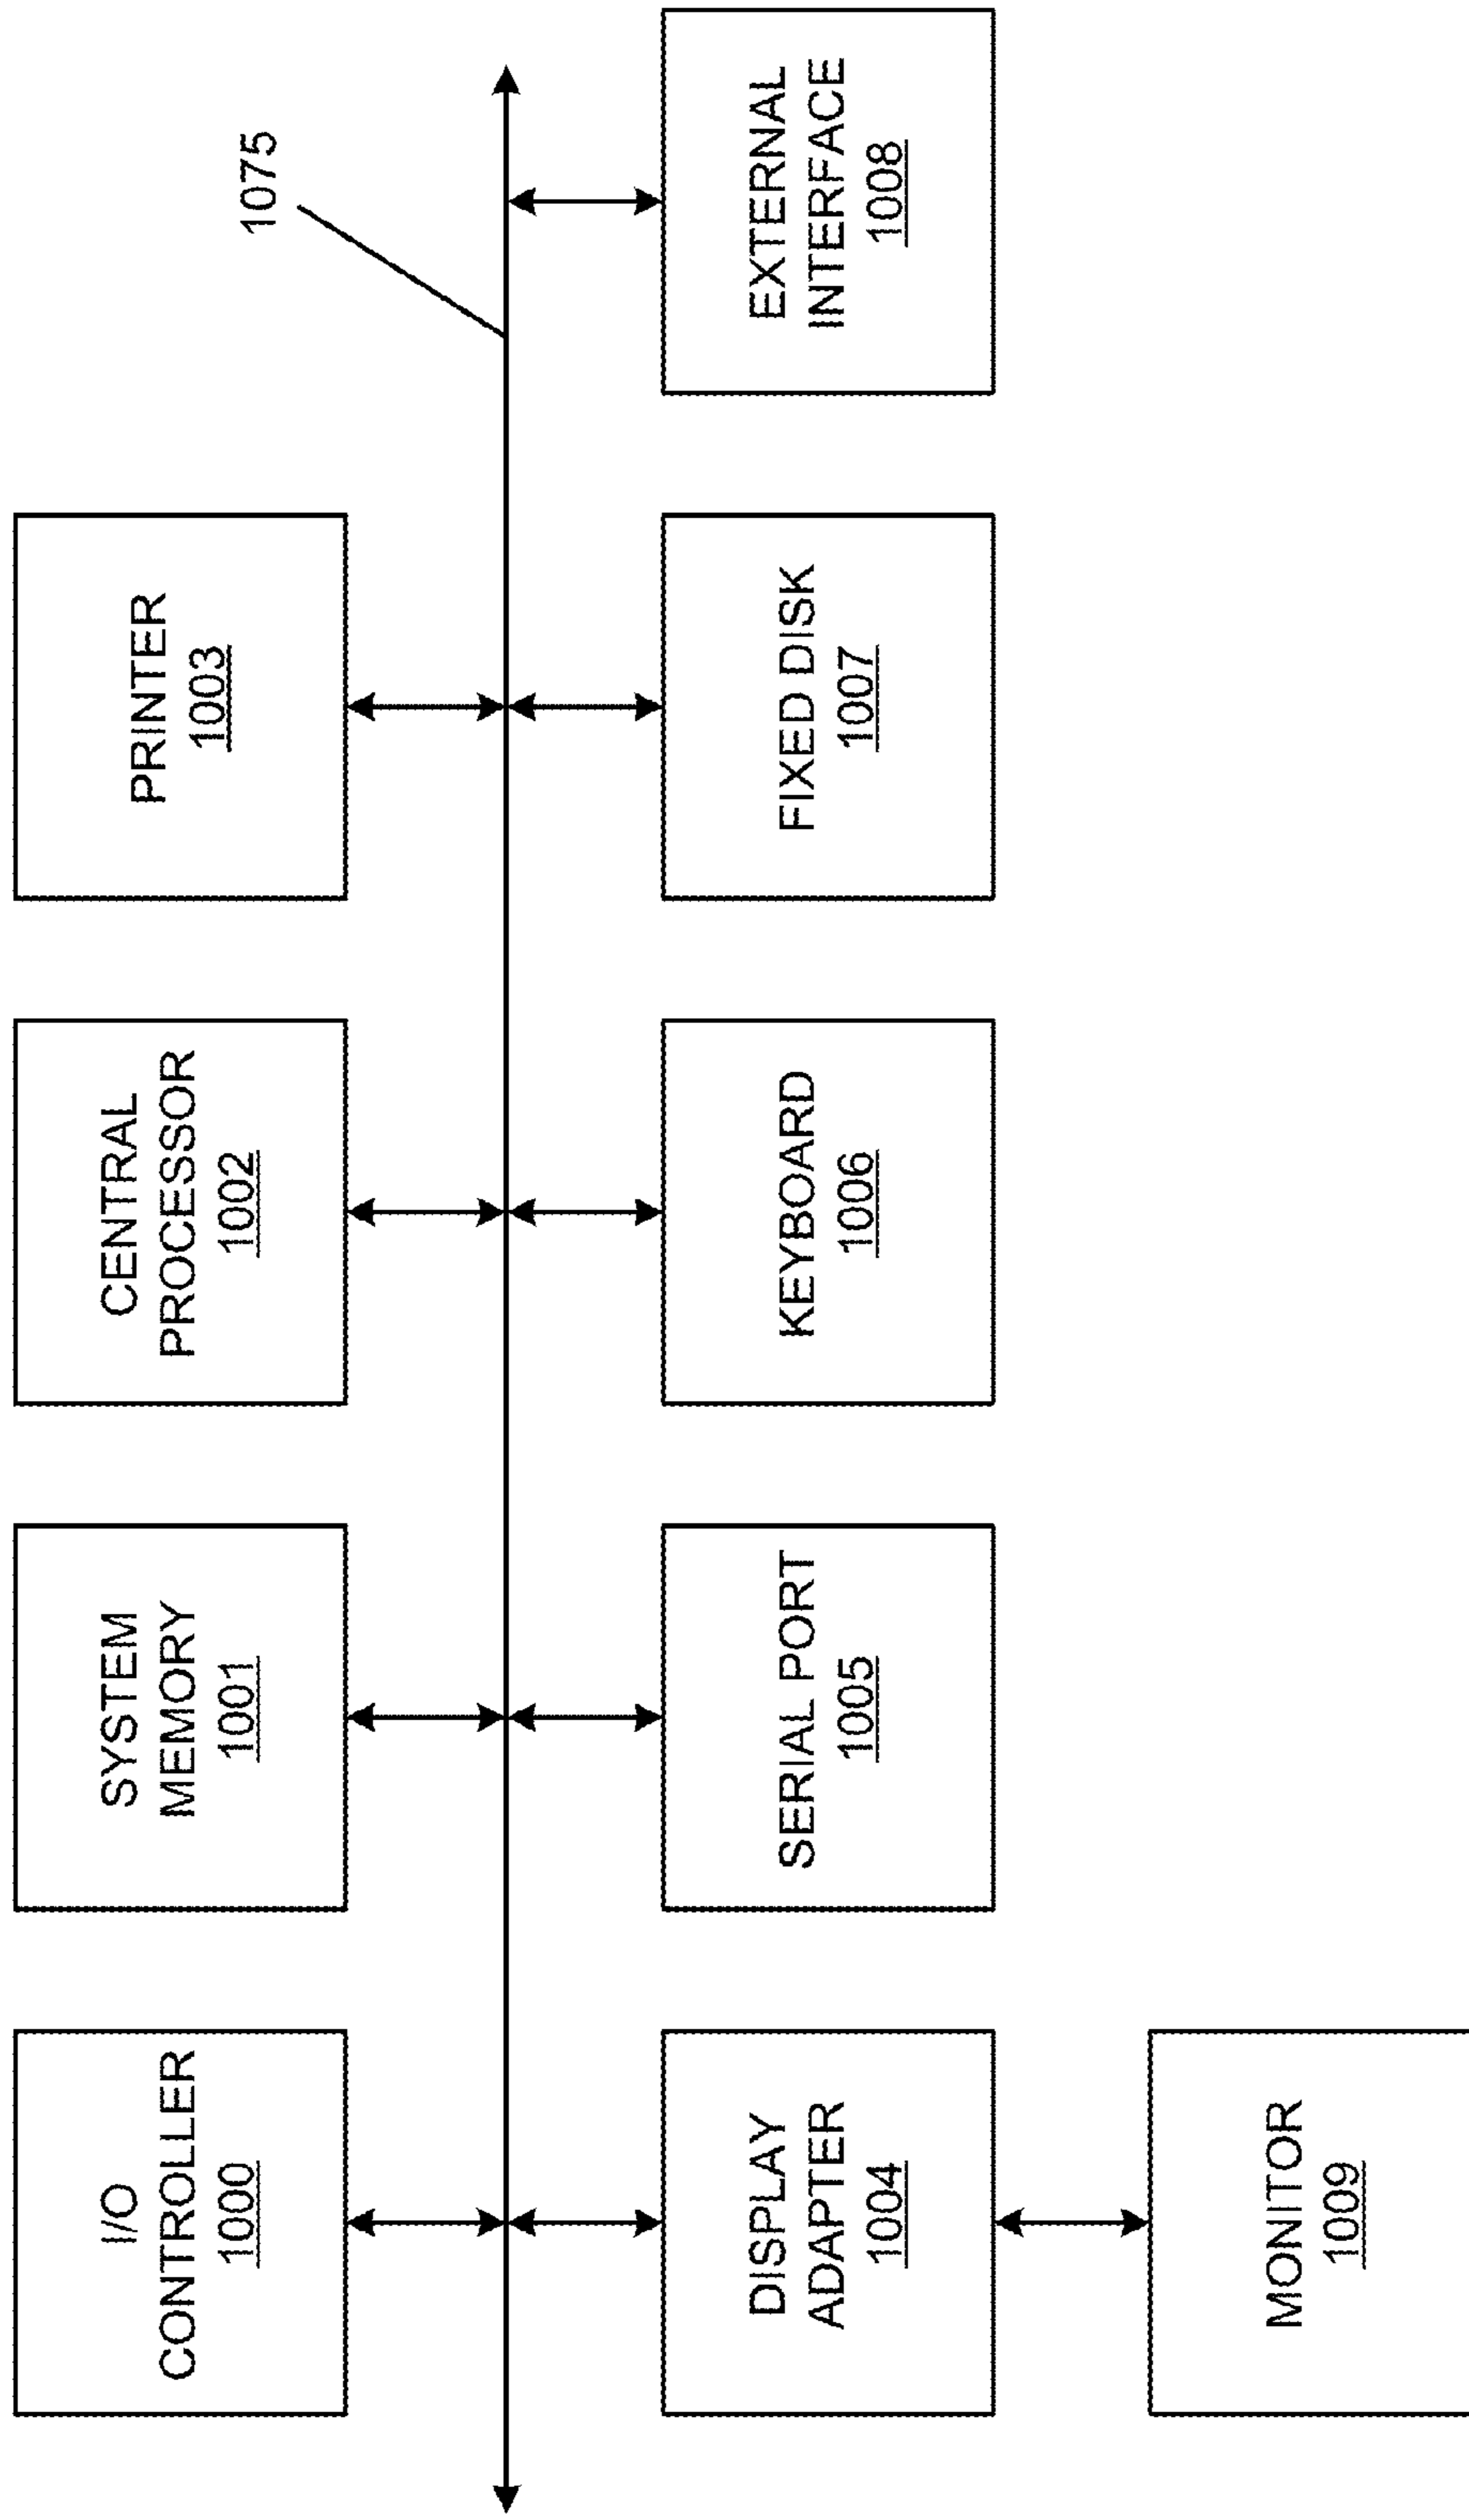 I/O
CONTROLLER
1000
SYSTEM
MEMORY
1001
CENTRAL
PROCESSOR
1002
PRINTER
1003
1075
DISPLAY
ADAPTER
1004
SERIAL PORT
1005
KEYBOARD
1006
FIXED DISK
1007
EXTERNAL
INTERFACE
1008
MONITOR
1009